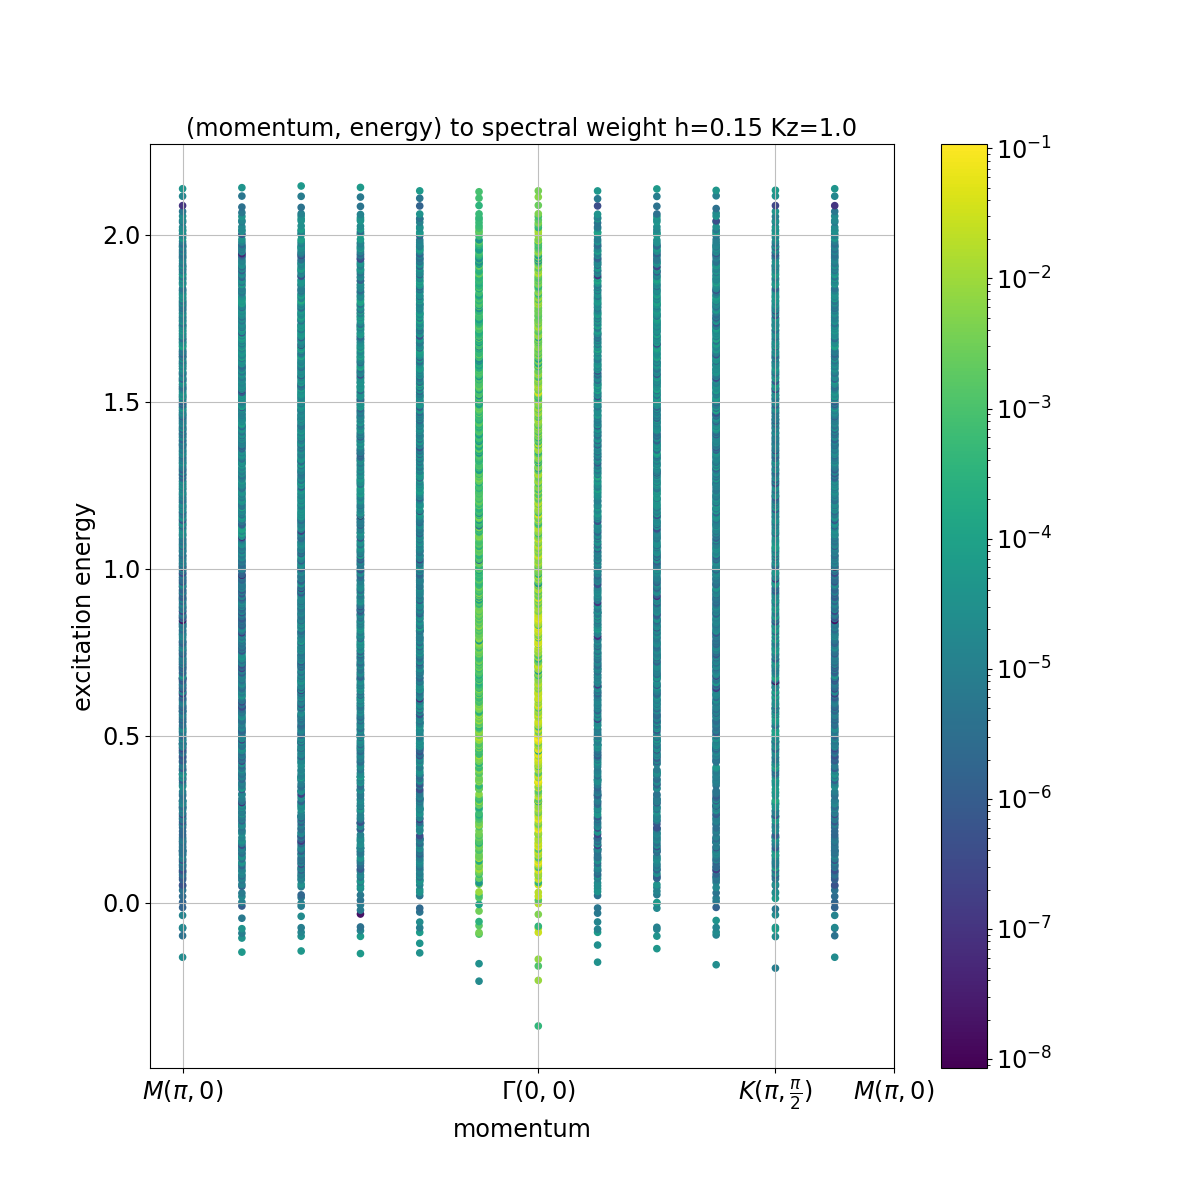 (momentum, energy) to spectral weight h=0.15 Kz=1.0
excitation energy
2.0
1.5
1.0
0.5
0.0
M(π, 0)
Γ(0, 0)
K(π, π/2)
M(π, 0)
momentum
10⁻¹
10⁻²
10⁻³
10⁻⁴
10⁻⁵
10⁻⁶
10⁻⁷
10⁻⁸